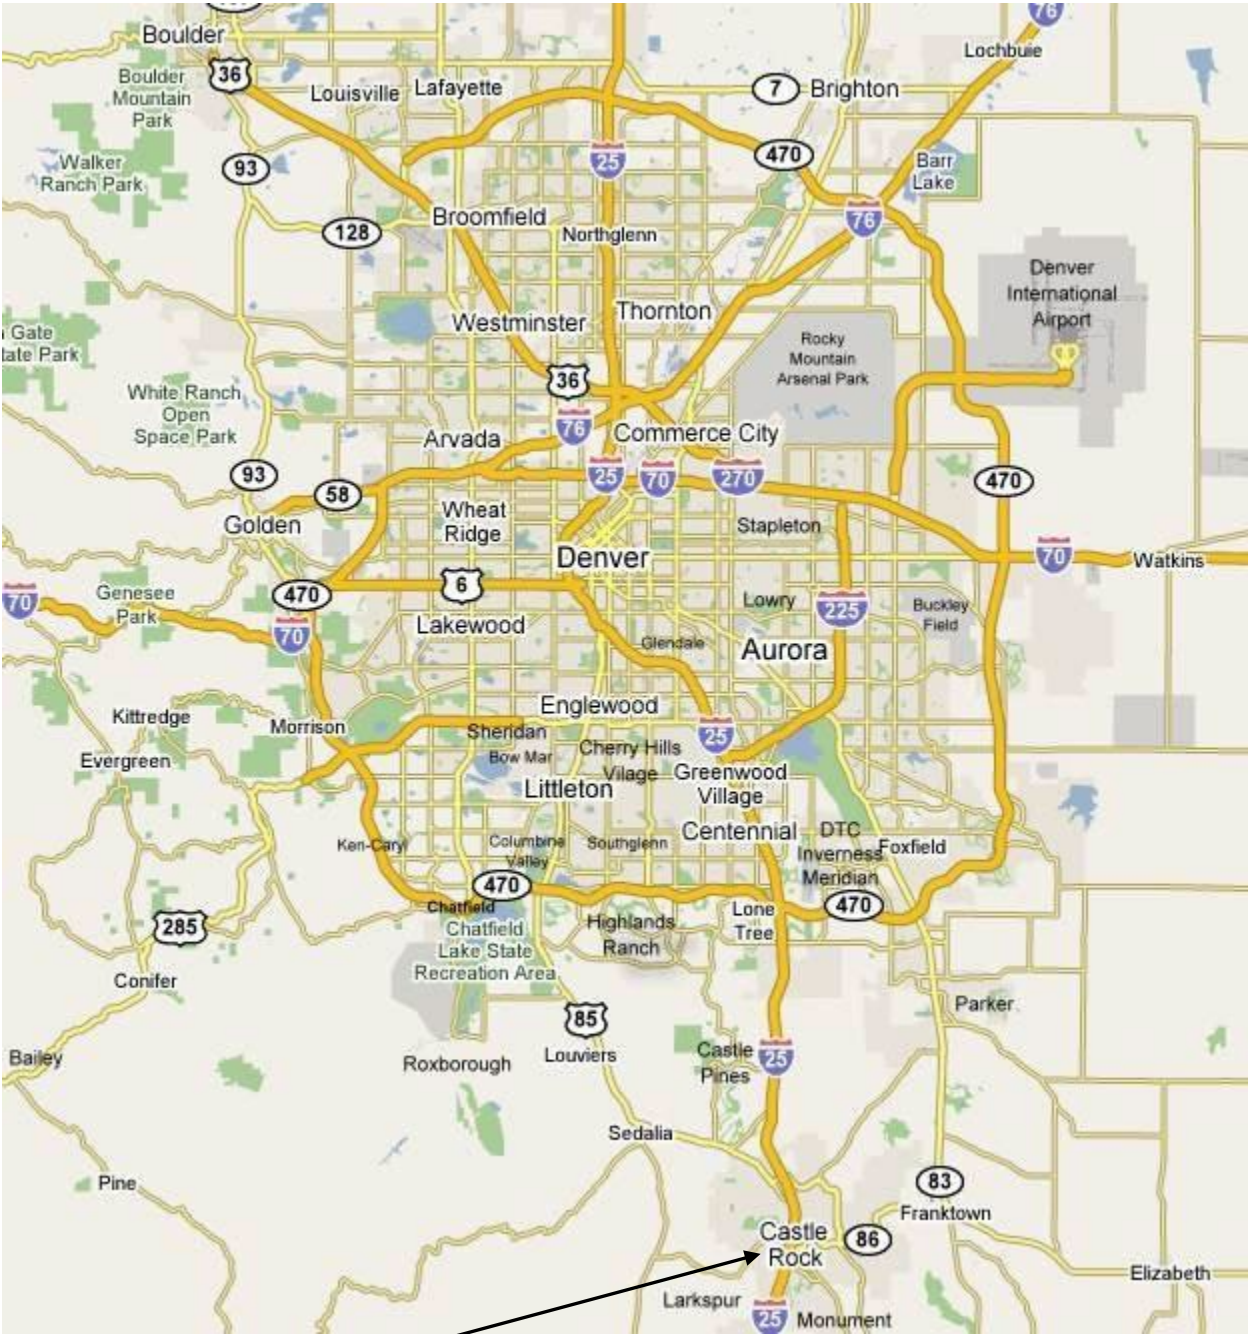 76
Boulder
Lochbuie
36
Boulder
Mountain
Park
Louisville
Lafayette
7
Brighton
25
470
Walker
Ranch Park
93
Barr
Lake
76
Broomfield
128
Northglenn
Denver
International
Airport
Thornton
Westminster
Gate
tate Park
Rocky
Mountain
Arsenal Park
36
White Ranch
Open
Space Park
76
Commerce City
Arvada
93
25
70
270
470
58
Golden
Wheat
Ridge
Stapleton
Denver
70
Watkins
6
470
70
Genesee
Park
Lowry
225
Buckley
Field
70
Lakewood
Glendale
Aurora
Englewood
Kittredge
Morrison
Sheridan
25
Evergreen
Bow Mar
Cherry Hills
Vilage
Greenwood
Village
Littleton
Centennial
DTC
Inverness
Meridian
Foxfield
Ken-Caryl
Columbine
Valley
Southglenn
470
Chatfield
Chatfield
Lake State
Recreation Area
Highlands
Ranch
Lone
Tree
470
285
Conifer
Parker
85
Bailey
Roxborough
Louviers
Castle
Pines
25
Sedalia
Pine
83
Franktown
Castle
Rock
86
Elizabeth
Larkspur
25
Monument